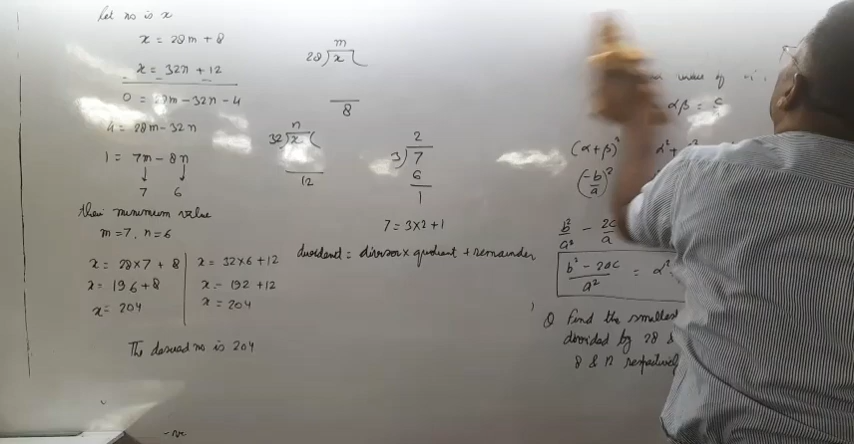 Let no is x
x = 28m + 8
x = 32n + 12
0 = 28m - 32n - 4
4 = 28m - 32n
1 = 7m - 8n
↓ ↓
7 6
their minimum value
m = 7, n = 6
x = 28×7 + 8
x = 196 + 8
x = 204
x = 32×6 + 12
x = 192 + 12
x = 204
The desired no is 204
m
28) x (
8
n
32) x (
12
2
3) 7
6
1
7 = 3×2 + 1
dividend = divisor × quotient + remainder
value of
αβ = c
(α+β)²
(-b/a)²
b²/a² - 2c/a
b² - 2ac / a² = α²
Q Find the smallest
divided by 28 &
8 & 12 respectively
-ve